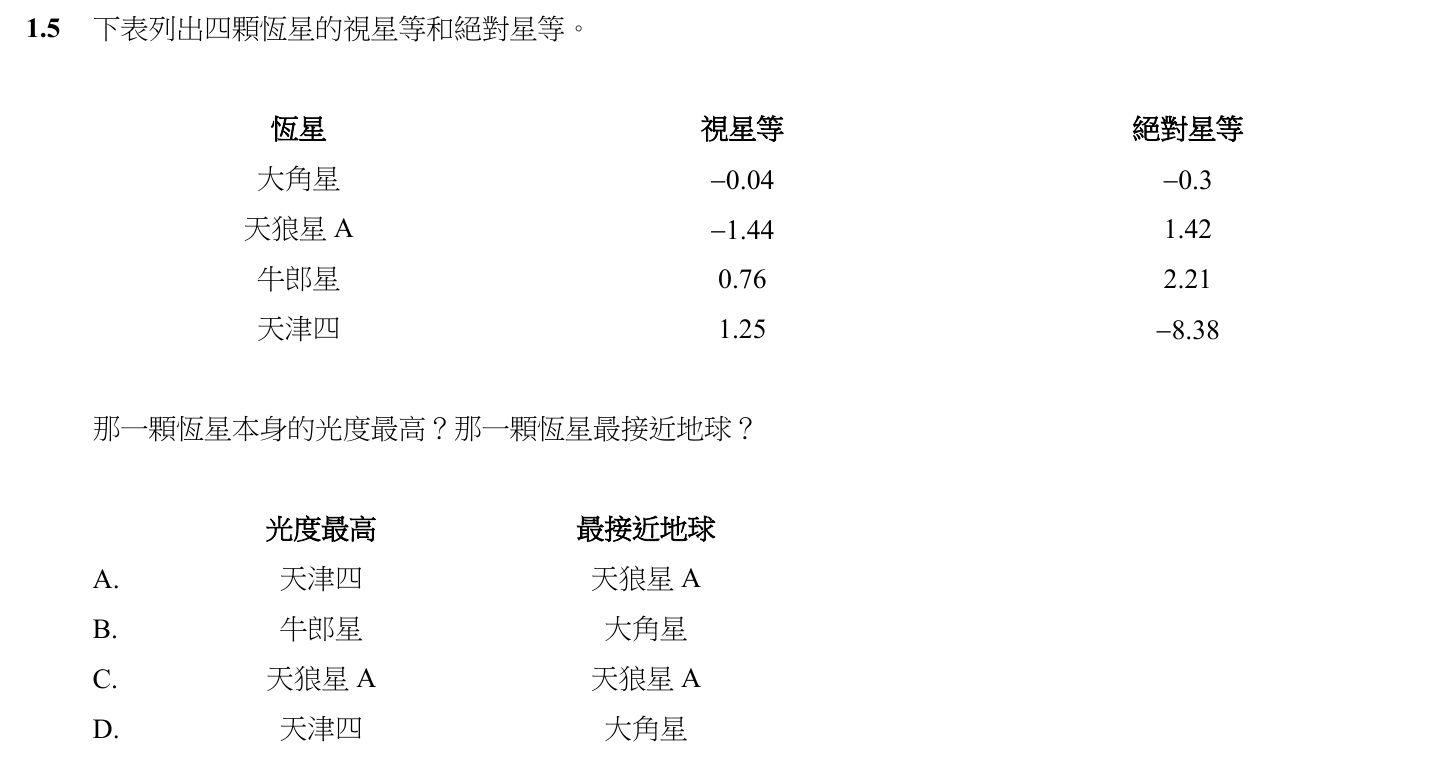 1.5 下表列出四顆恆星的視星等和絕對星等。
恆星 視星等 絕對星等
大角星 –0.04 –0.3
天狼星 A –1.44 1.42
牛郎星 0.76 2.21
天津四 1.25 –8.38
那一顆恆星本身的光度最高？那一顆恆星最接近地球？
光度最高 最接近地球
A. 天津四 天狼星 A
B. 牛郎星 大角星
C. 天狼星 A 天狼星 A
D. 天津四 大角星